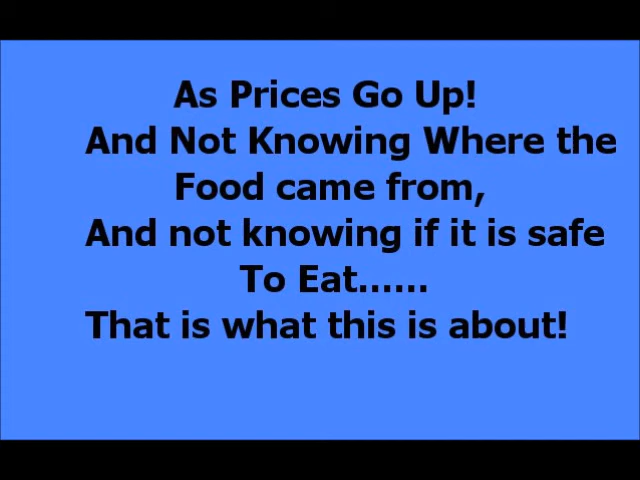 As Prices Go Up!
And Not Knowing Where the
Food came from,
And not knowing if it is safe
To Eat......
That is what this is about!